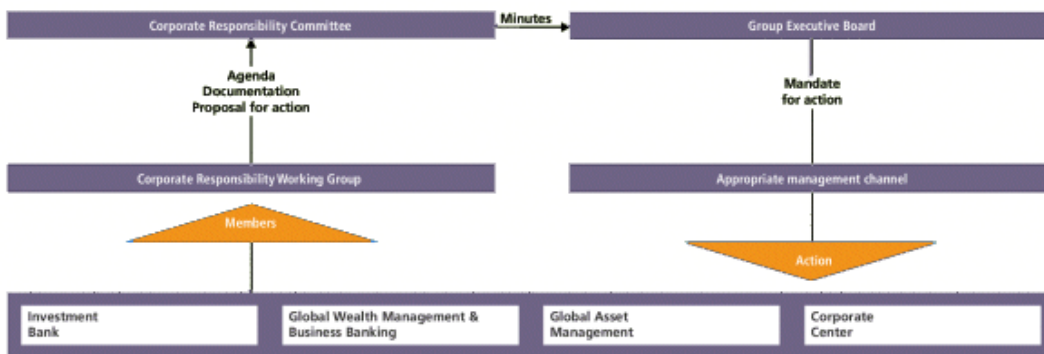 Corporate Responsibility Committee
Minutes
Group Executive Board
Agenda
Documentation
Proposal for action
Mandate
for action
Corporate Responsibility Working Group
Appropriate management channel
Members
Action
Investment
Bank
Global Wealth Management &
Business Banking
Global Asset
Management
Corporate
Center